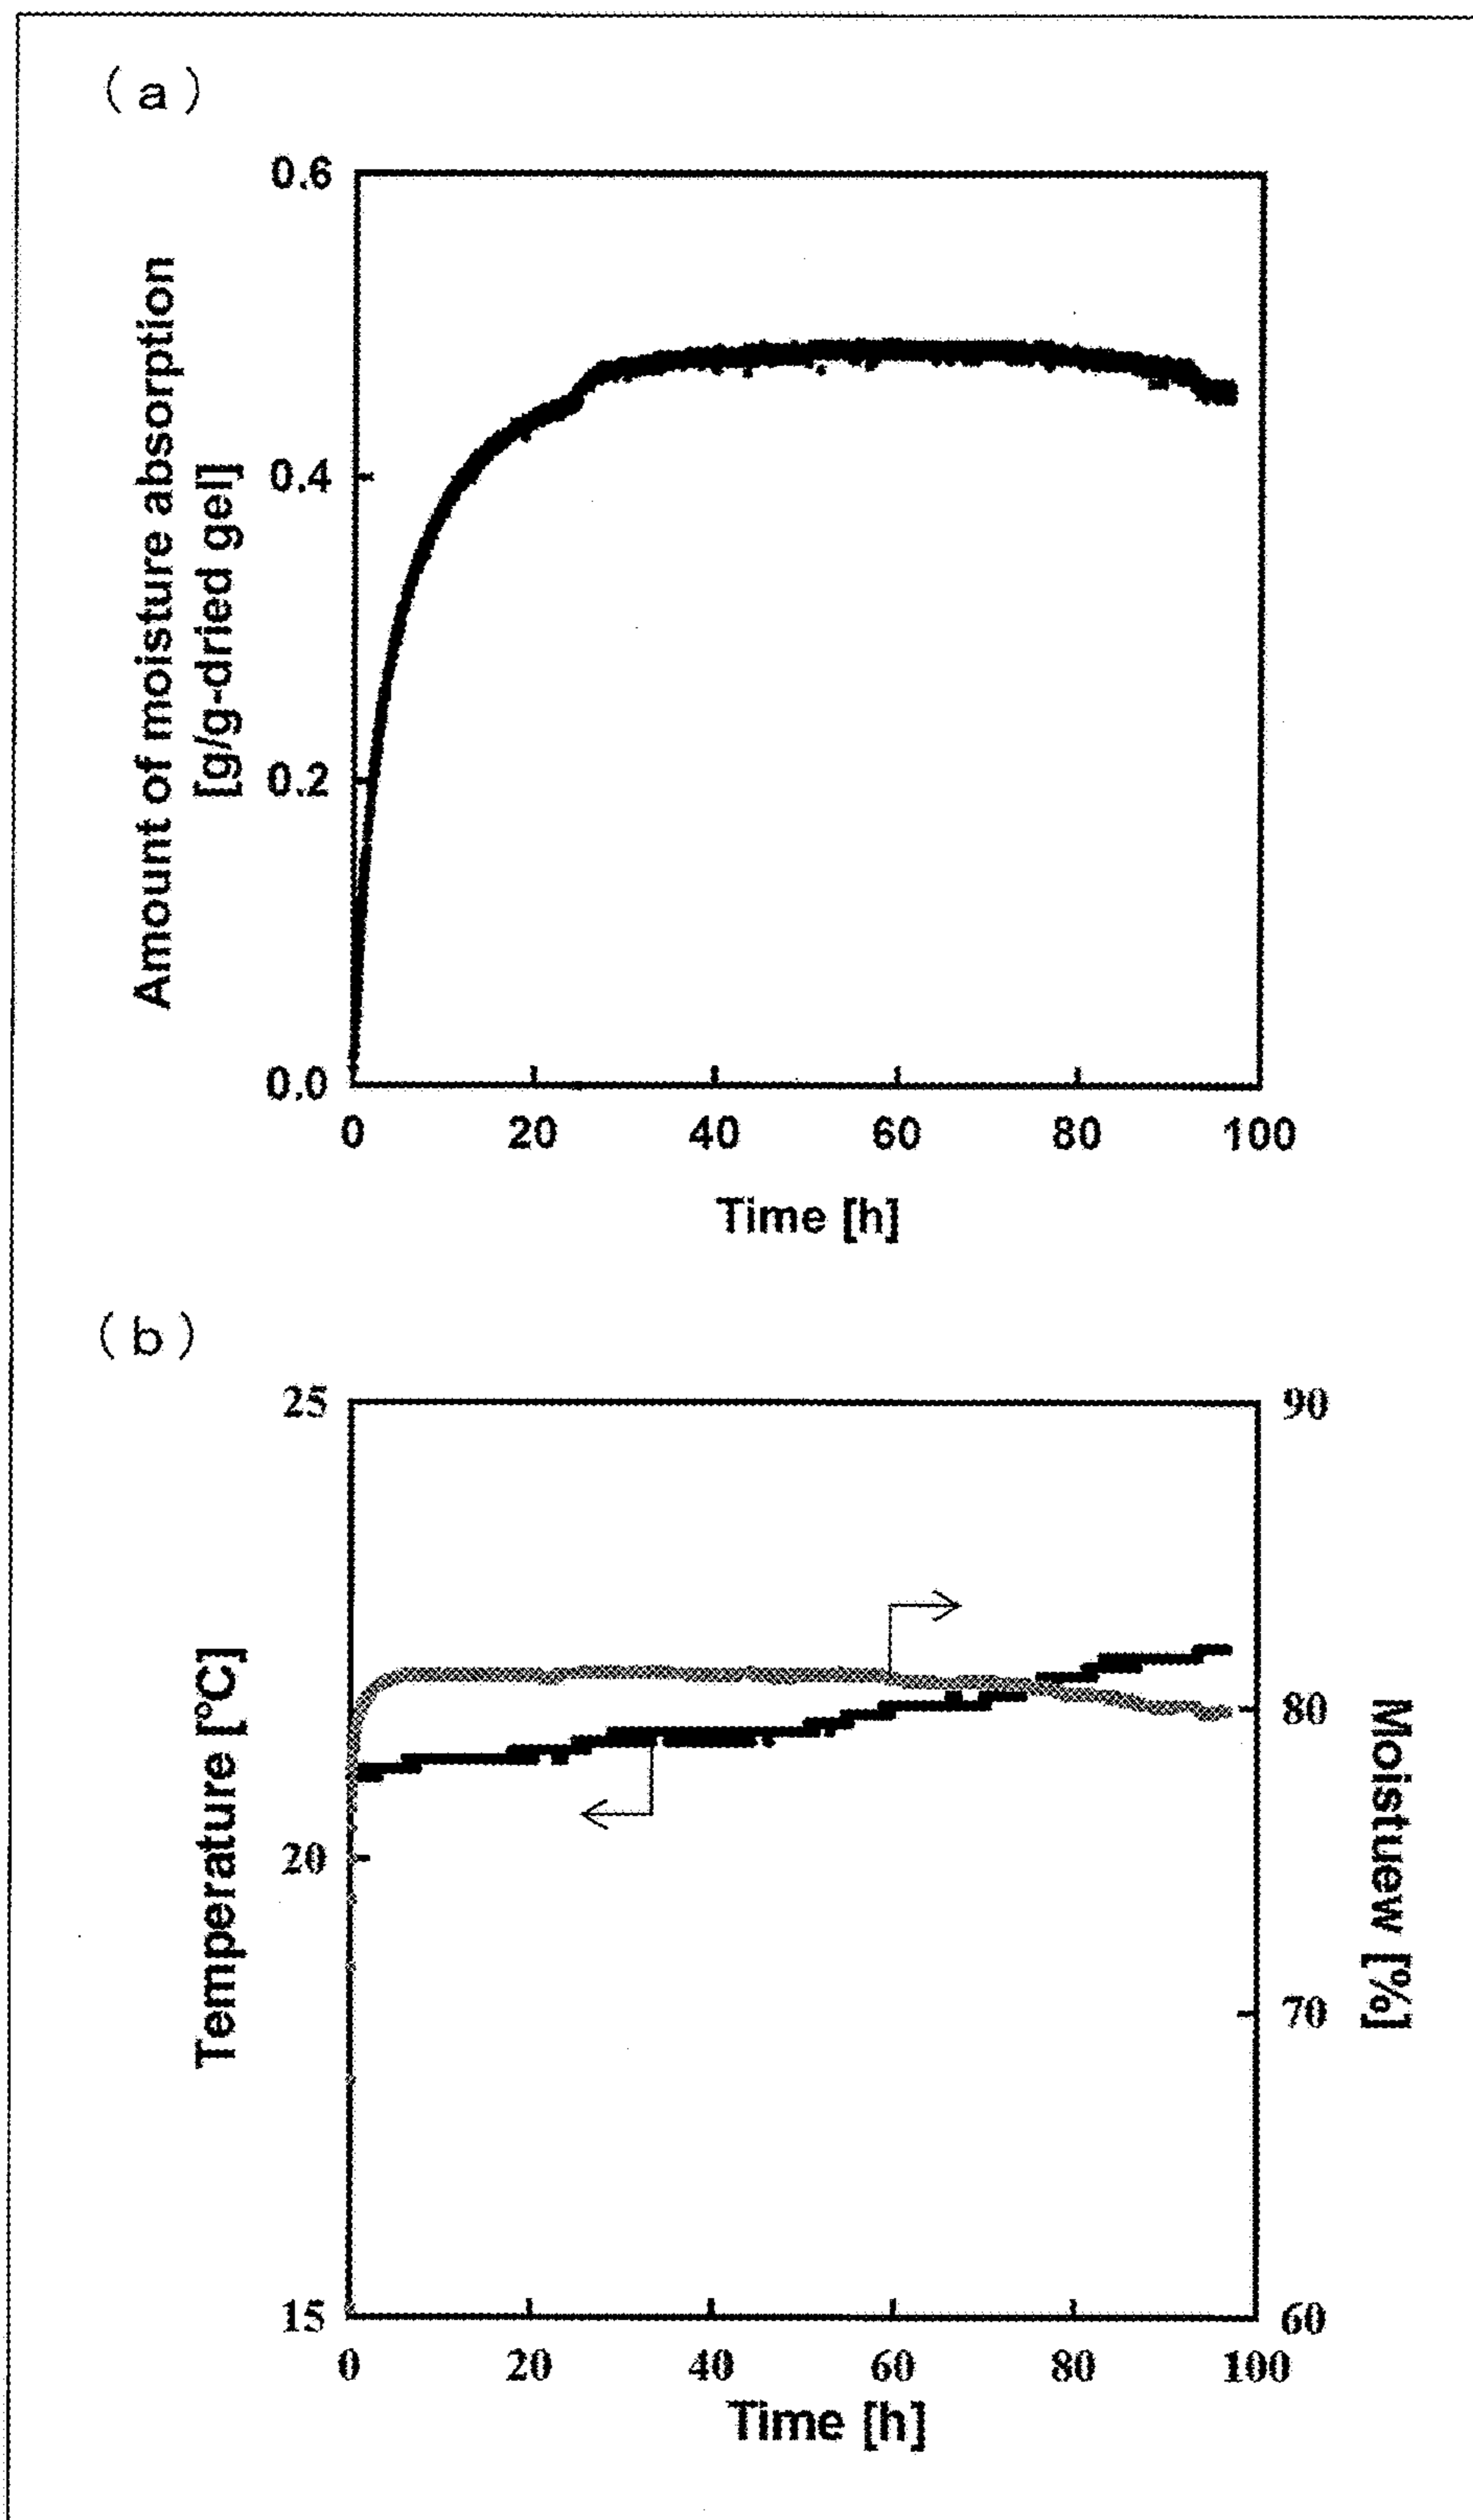 (a)
Amount of moisture absorption
[g/g-dried gel]
0.6
0.4
0.2
0.0
0 20 40 60 80 100
Time [h]
(b)
Temperature [°C]
25
20
15
90
80
70
60
Moistuew [%]
0 20 40 60 80 100
Time [h]